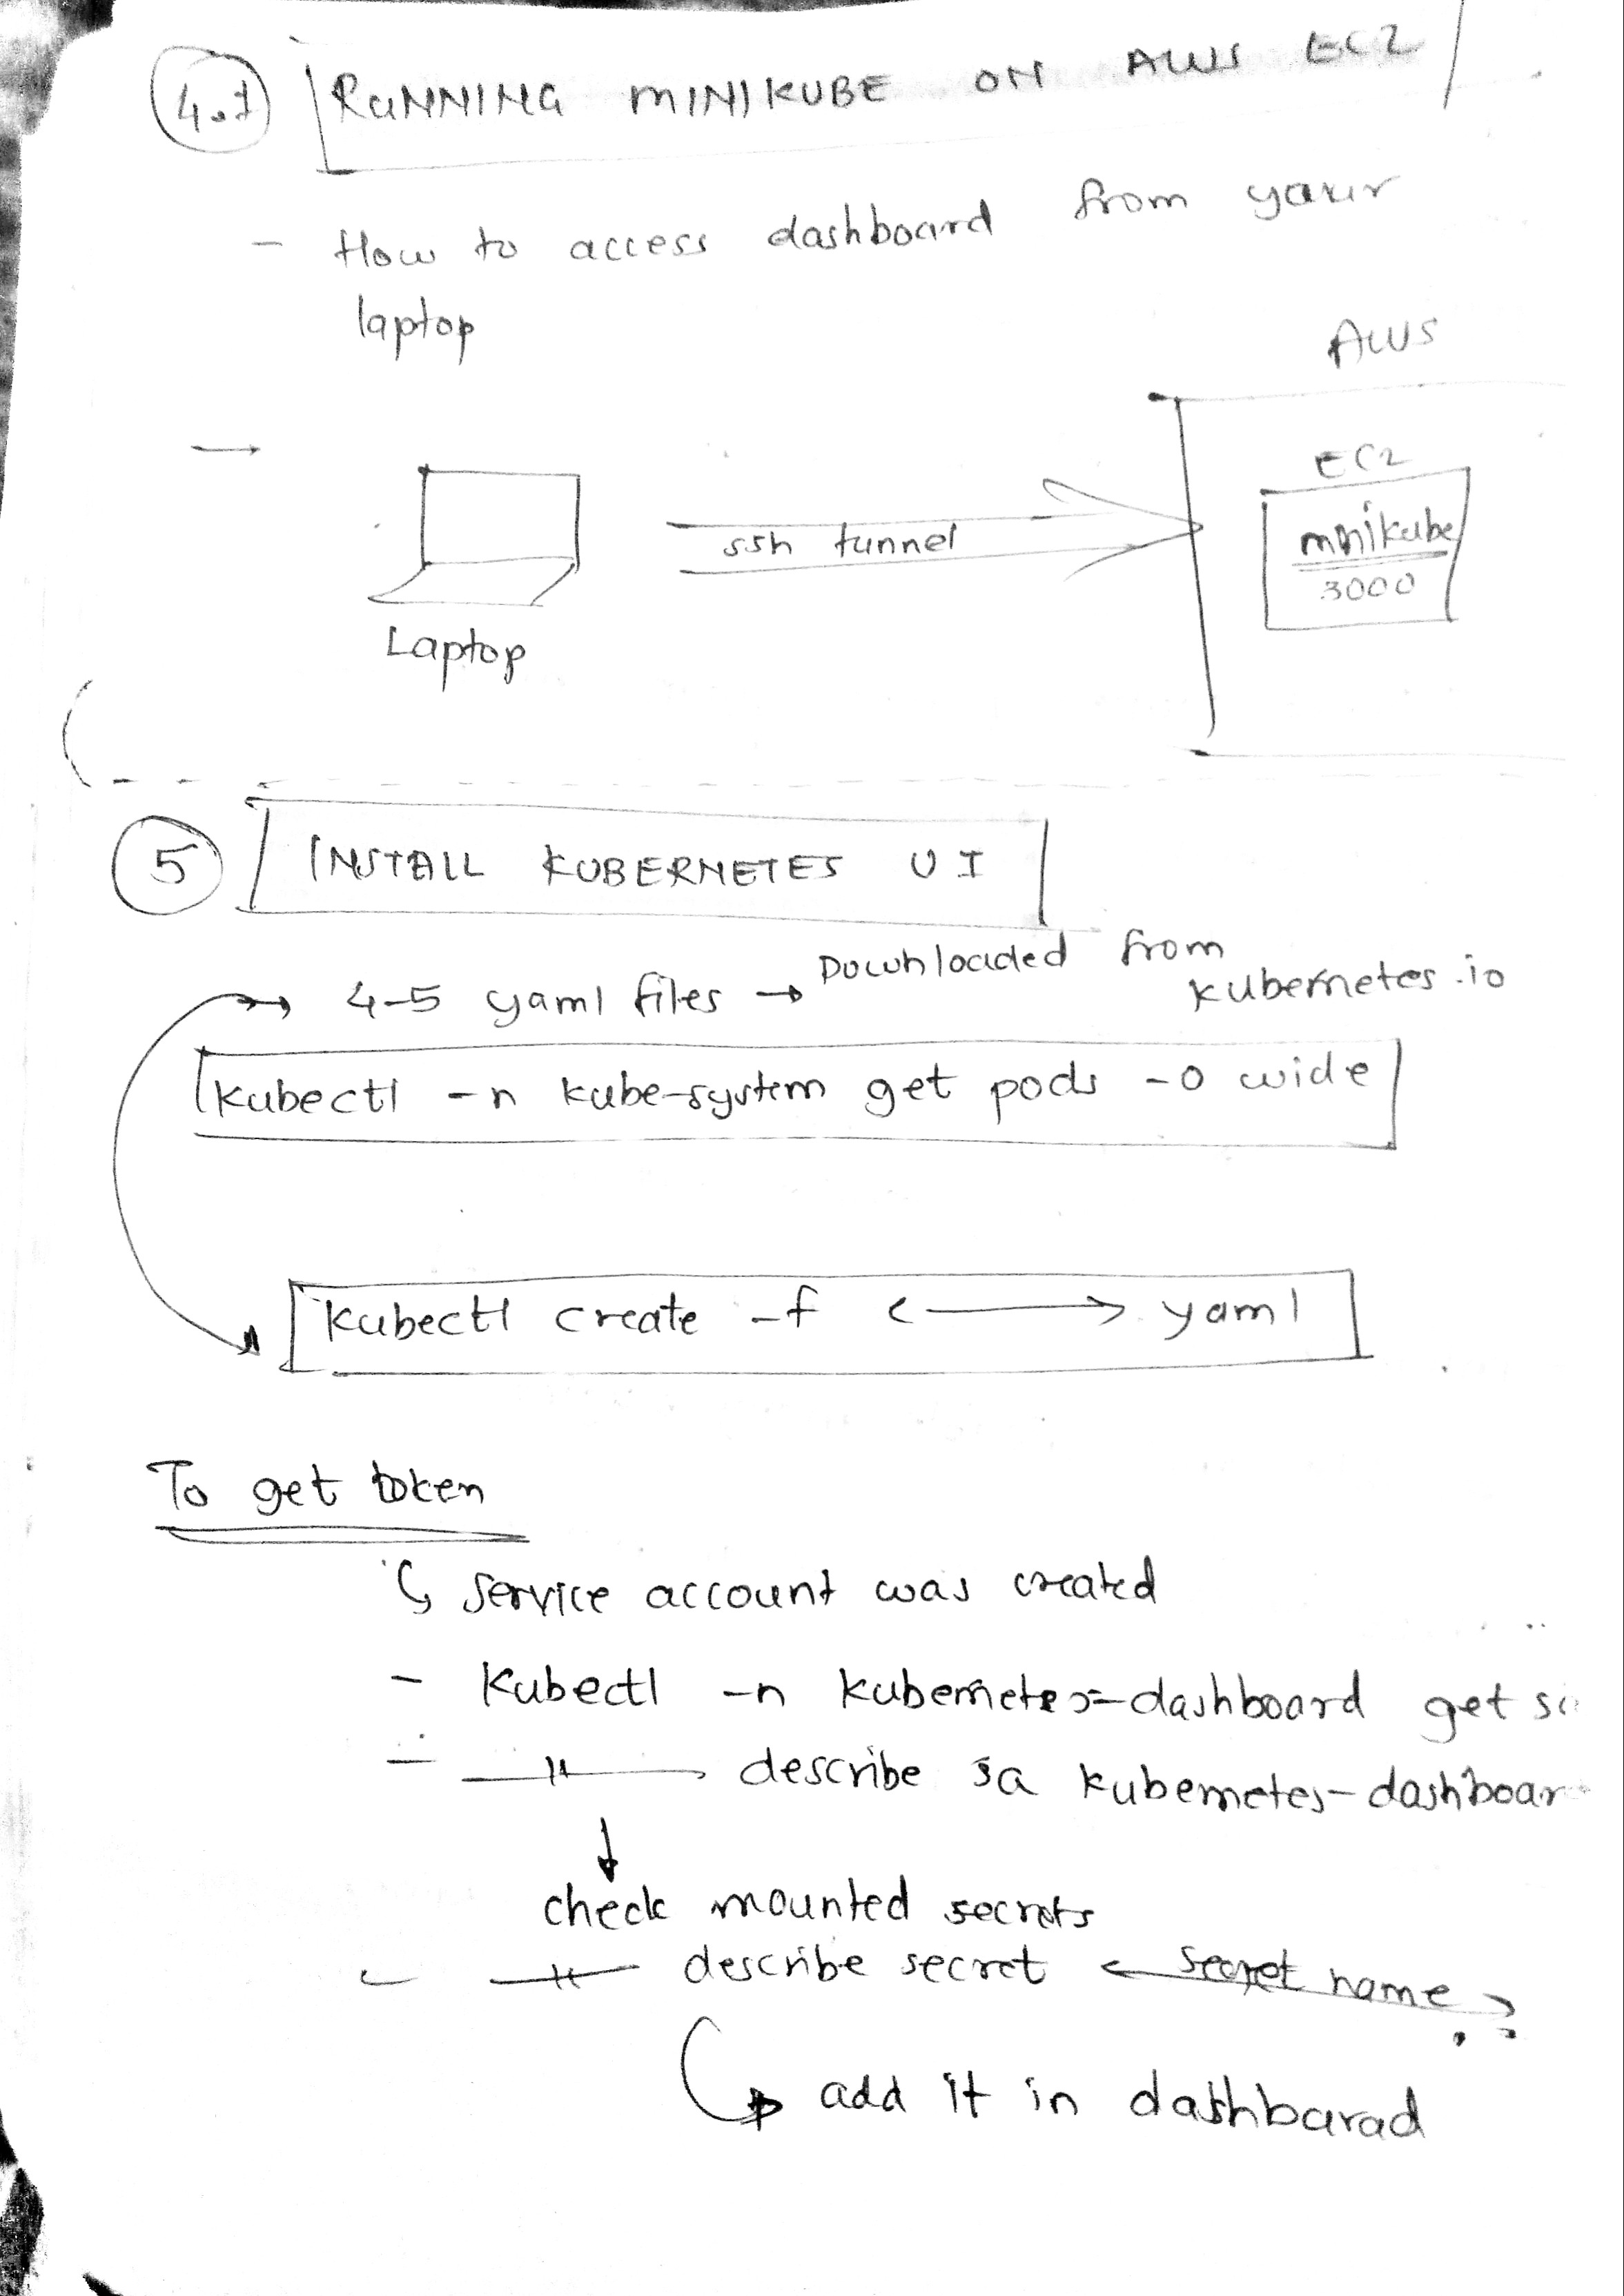 4.1 RUNNING MINIKUBE ON AWS EC2
- How to access dashboard from your
laptop
AWS
EC2
minikube
3000
ssh tunnel
Laptop
5 INSTALL KUBERNETES UI
4-5 yaml files → Downloaded from
kubernetes.io
kubectl -n kube-system get pods -o wide
kubectl create -f <———> yaml
To get token
↳ service account was created
- Kubectl -n kubernetes-dashboard get
- —〃— describe sa kubernetes-dashboar
↓
check mounted secrets
- —〃— describe secret <secret name>
↳ add it in dashbarad